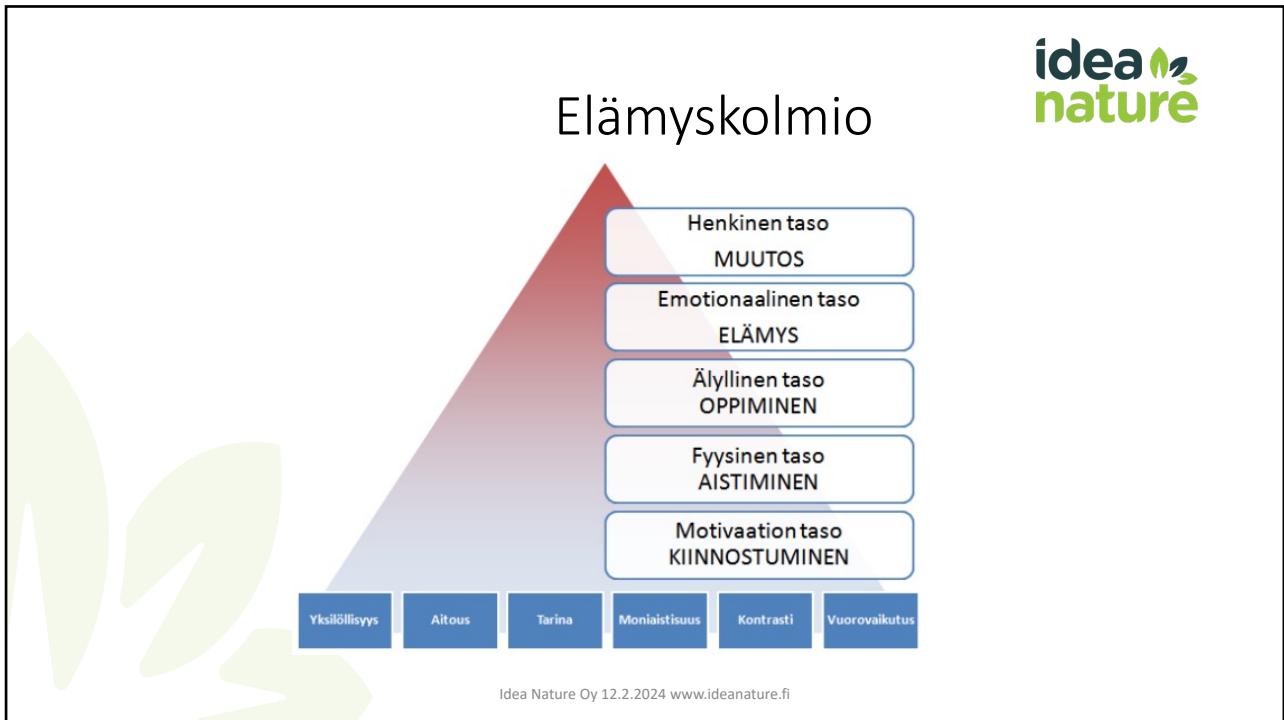 idea
nature
Elämyskolmio
Henkinen taso
MUUTOS
Emotionaalinen taso
ELÄMYS
Älyllinen taso
OPPIMINEN
Fyysinen taso
AISTIMINEN
Motivaation taso
KIINNOSTUMINEN
Yksilöllisyys Aitous Tarina Moniaistisuus Kontrasti Vuorovaikutus
Idea Nature Oy 12.2.2024 www.ideanature.fi